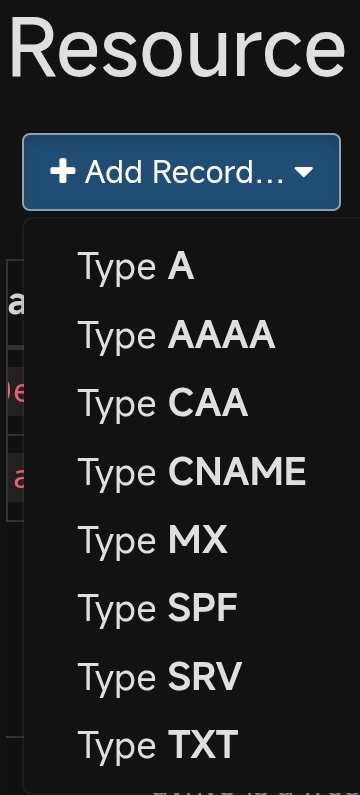 Resource
Add Record...
Type A
Type AAAA
Type CAA
Type CNAME
Type MX
Type SPF
Type SRV
Type TXT